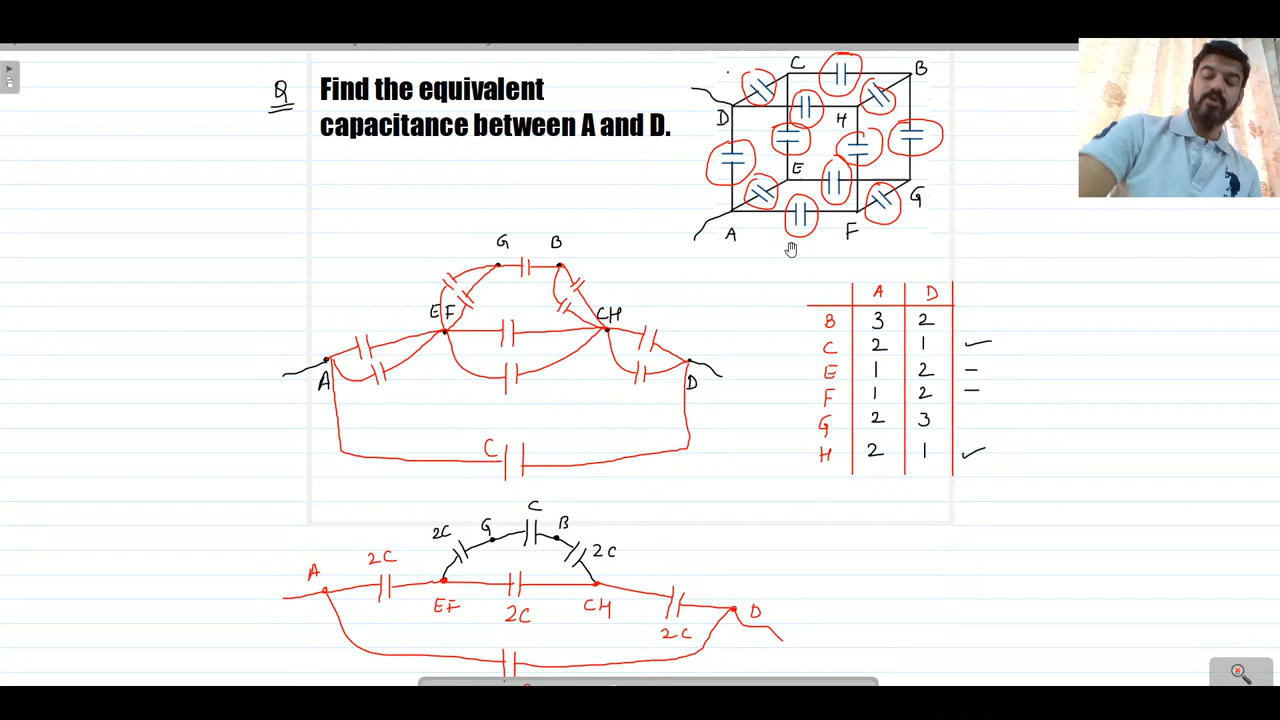 Q
Find the equivalent
capacitance between A and D.
C B
D H
E
G
A F
G B
EF CH
A D
C
A D
B 3 2
C 2 1 ✓
E 1 2 –
F 1 2 –
G 2 3
H 2 1 ✓
C
2C G B 2C
A 2C
EF 2C CH 2C D